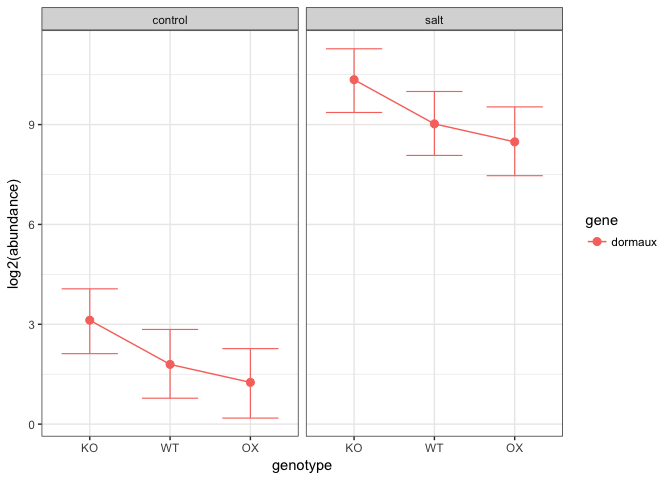 control salt
9
6
3
0
log2(abundance)
KO WT OX KO WT OX
genotype
gene
dormaux